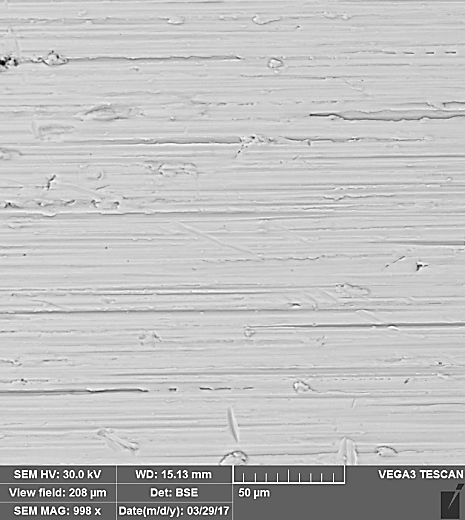 SEM HV: 30.0 kV WD: 15.13 mm VEGA3 TESCAN
View field: 208 µm Det: BSE 50 µm
SEM MAG: 998 x Date(m/d/y): 03/29/17